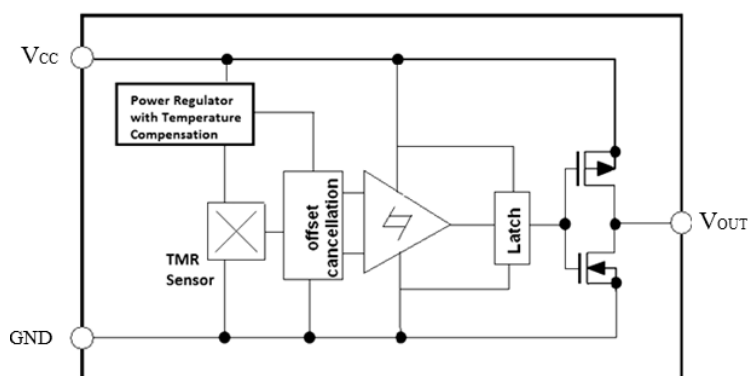 VCC
Power Regulator
with Temperature
Compensation
offset
cancellation
Latch
TMR
Sensor
VOUT
GND